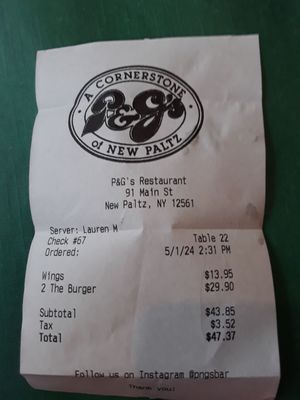 A CORNERSTONE
P&G's
of NEW PALTZ
P&G's Restaurant
91 Main St
New Paltz, NY 12561
Server: Lauren M
Check #67 Table 22
Ordered: 5/1/24 2:31 PM
Wings $13.95
2 The Burger $29.90
Subtotal $43.85
Tax $3.52
Total $47.37
Follow us on Instagram @pngsbar
Thank you!